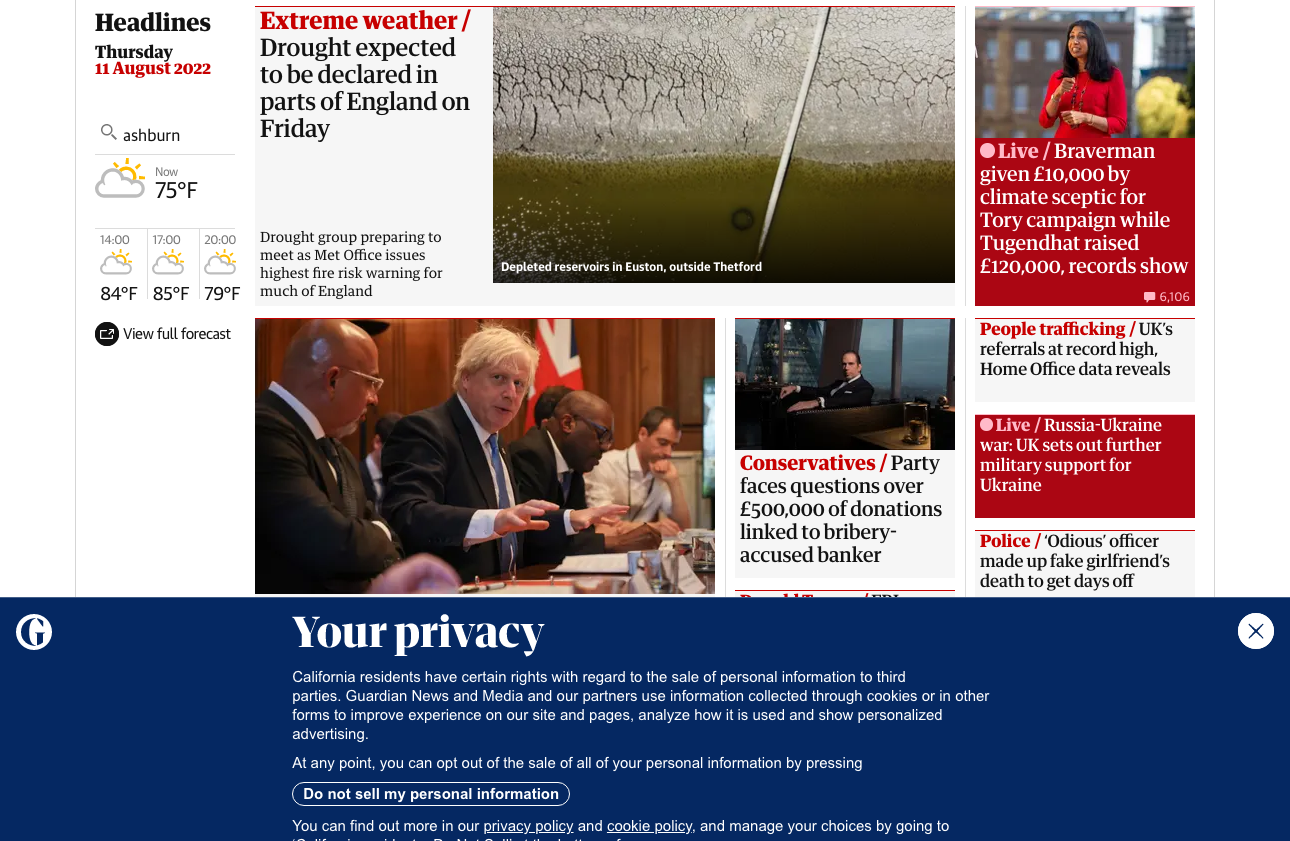 Headlines
Thursday
11 August 2022
ashburn
Now
75°F
14:00
17:00
20:00
84°F
85°F
79°F
View full forecast
Extreme weather /
Drought expected
to be declared in
parts of England on
Friday
Drought group preparing to
meet as Met Office issues
highest fire risk warning for
much of England
Depleted reservoirs in Euston, outside Thetford
Live / Braverman
given £10,000 by
climate sceptic for
Tory campaign while
Tugendhat raised
£120,000, records show
6,106
Conservatives / Party
faces questions over
£500,000 of donations
linked to bribery-
accused banker
People trafficking / UK’s
referrals at record high,
Home Office data reveals
Live / Russia-Ukraine
war: UK sets out further
military support for
Ukraine
Police / ‘Odious’ officer
made up fake girlfriend’s
death to get days off
Your privacy
California residents have certain rights with regard to the sale of personal information to third
parties. Guardian News and Media and our partners use information collected through cookies or in other
forms to improve experience on our site and pages, analyze how it is used and show personalized
advertising.
At any point, you can opt out of the sale of all of your personal information by pressing
Do not sell my personal information
You can find out more in our privacy policy and cookie policy, and manage your choices by going to